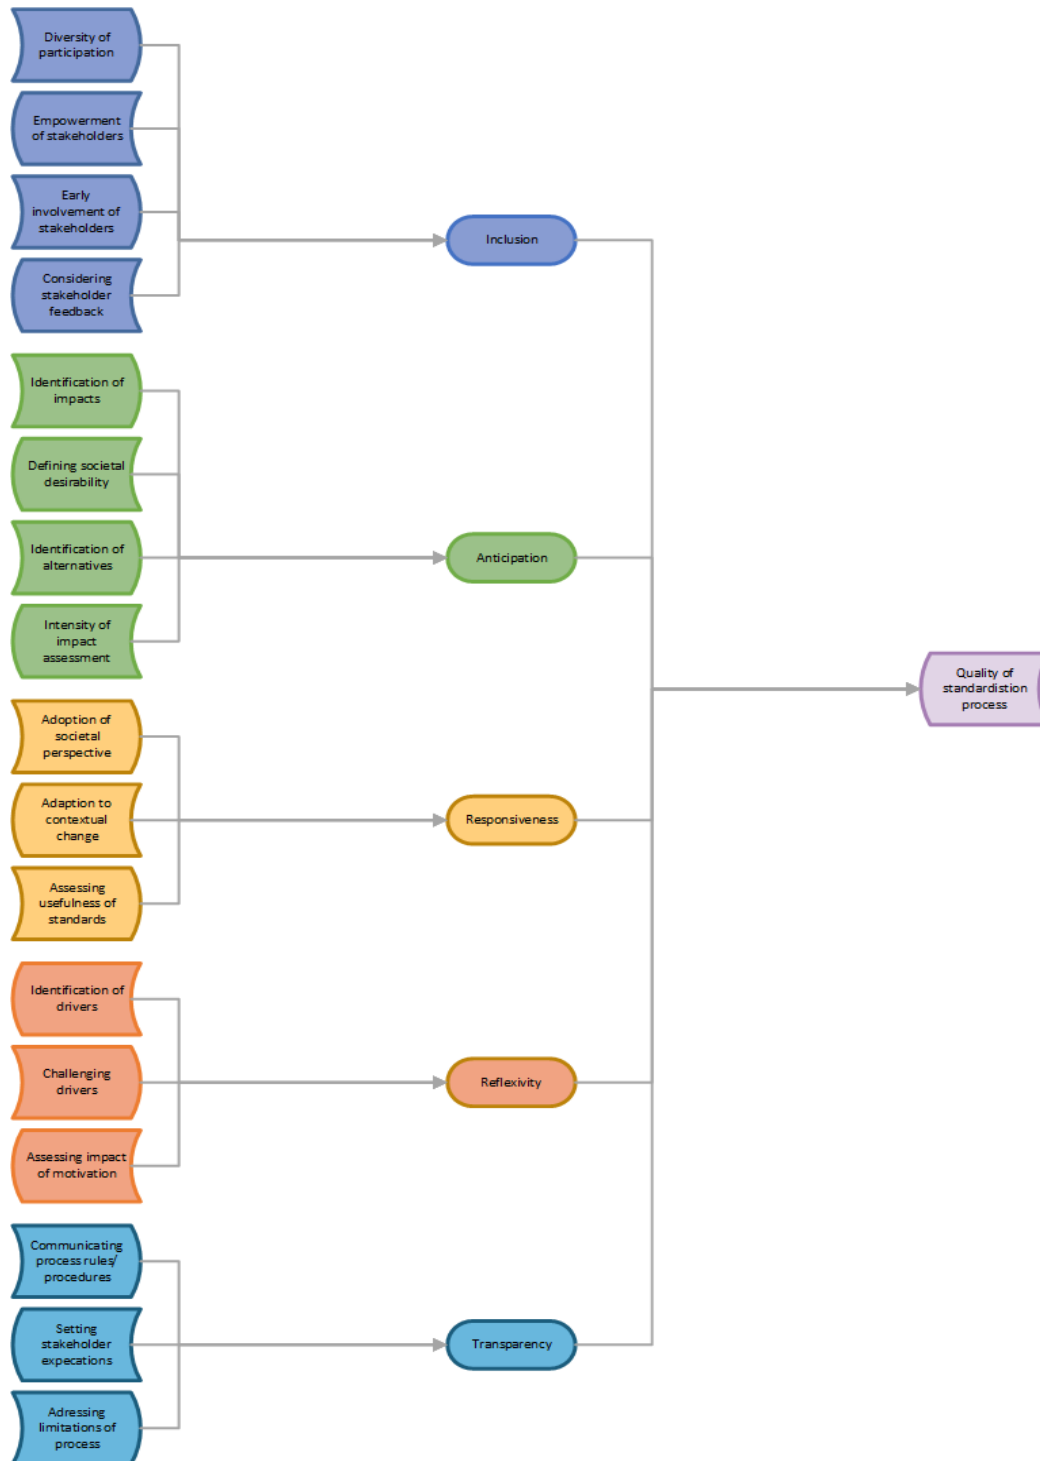 Diversity of
participation
Empowerment
of stakeholders
Early
involvement of
stakeholders
Considering
stakeholder
feedback
Inclusion
Identification of
impacts
Defining societal
desirability
Identification of
alternatives
Intensity of
impact
assessment
Anticipation
Adoption of
societal
perspective
Adaption to
contextual
change
Assessing
usefulness of
standards
Responsiveness
Identification of
drivers
Challenging
drivers
Assessing impact
of motivation
Reflexivity
Communicating
process rules/
procedures
Setting
stakeholder
expecations
Adressing
limitations of
process
Transparency
Quality of
standardistion
process